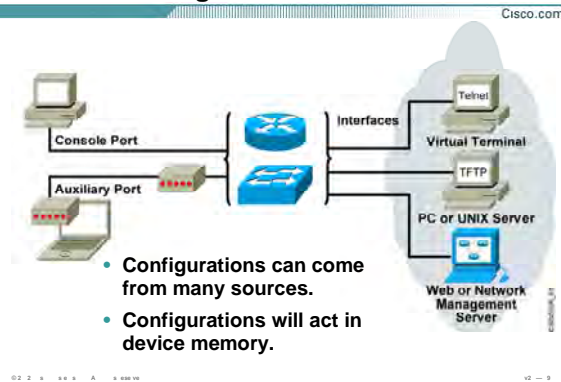 Cisco.com
Console Port
Auxiliary Port
Interfaces
Telnet
Virtual Terminal
TFTP
PC or UNIX Server
Web or Network
Management
Server
• Configurations can come
from many sources.
• Configurations will act in
device memory.